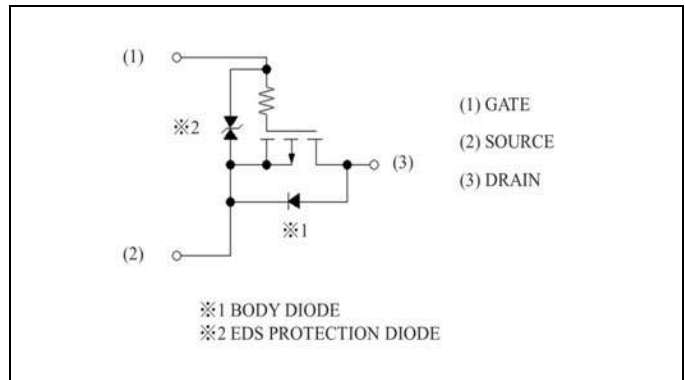 (1)
(1) GATE
※2
(2) SOURCE
(3)
(3) DRAIN
※1
(2)
※1 BODY DIODE
※2 EDS PROTECTION DIODE